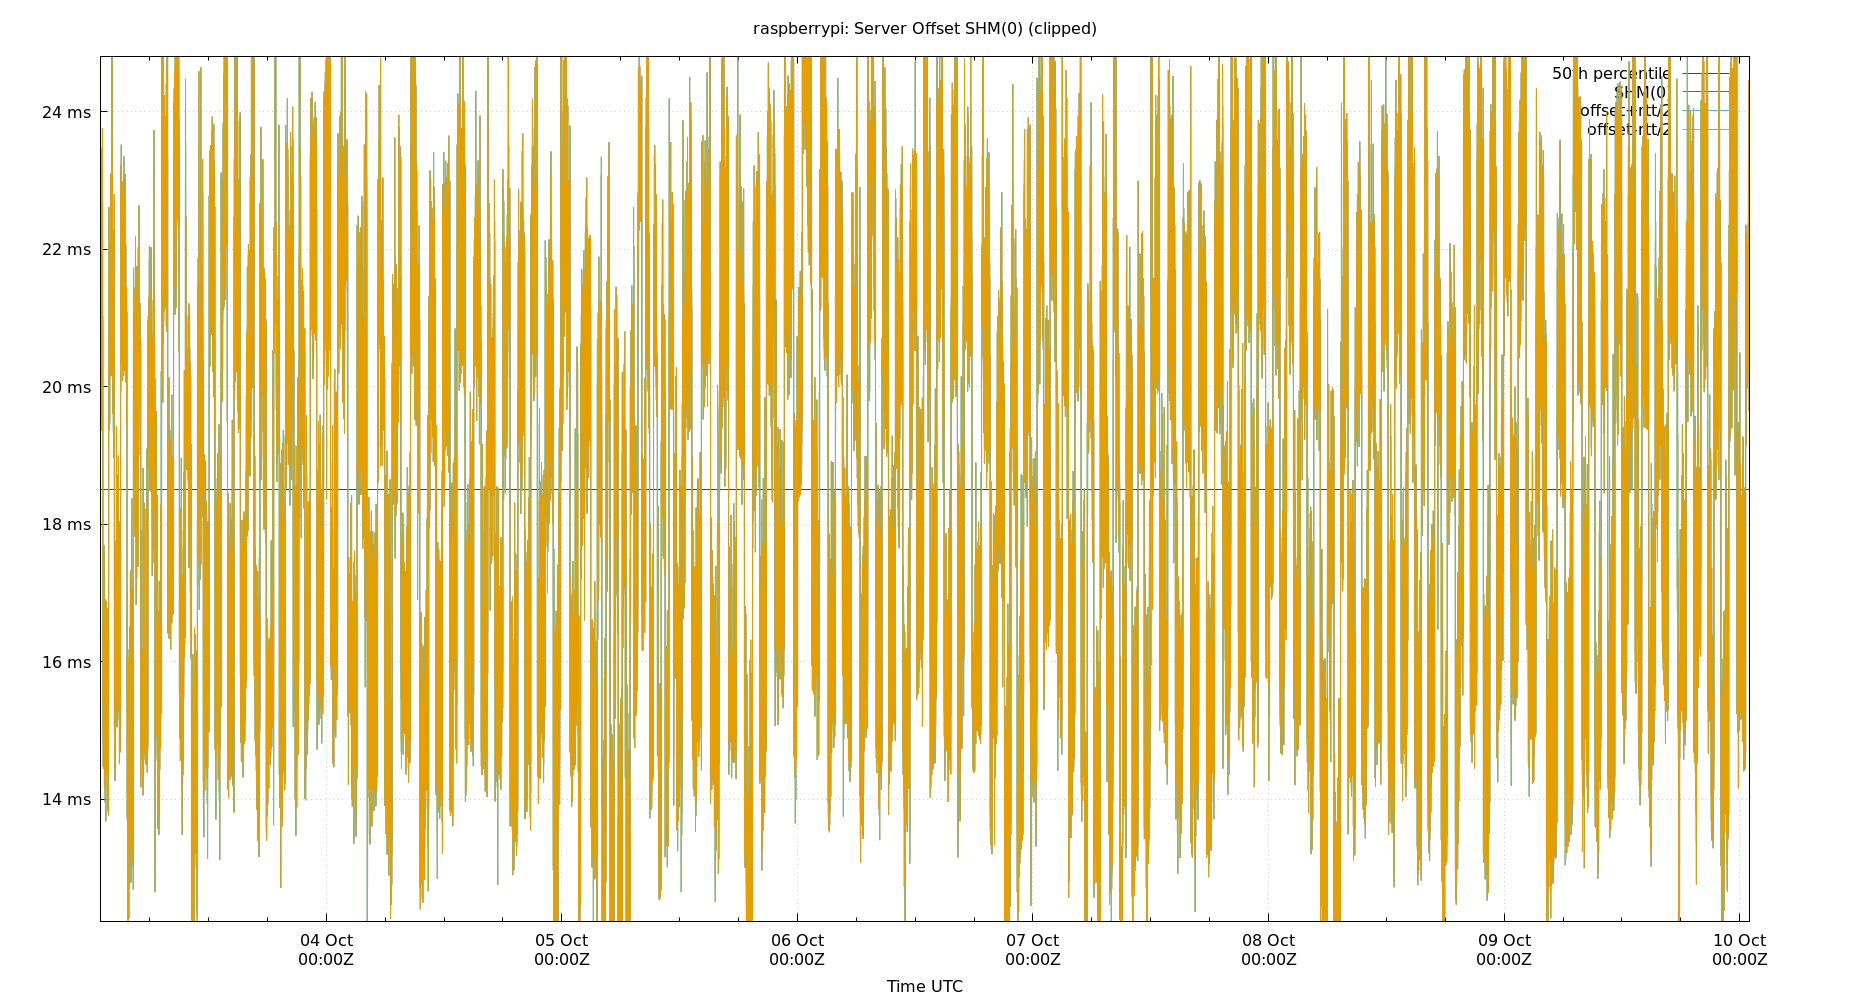 raspberrypi: Server Offset SHM(0) (clipped)
50th percentile
SHM(0)
offset+rtt/2
offset-rtt/2
24 ms
22 ms
20 ms
18 ms
16 ms
14 ms
04 Oct
00:00Z
05 Oct
00:00Z
06 Oct
00:00Z
07 Oct
00:00Z
08 Oct
00:00Z
09 Oct
00:00Z
10 Oct
00:00Z
Time UTC